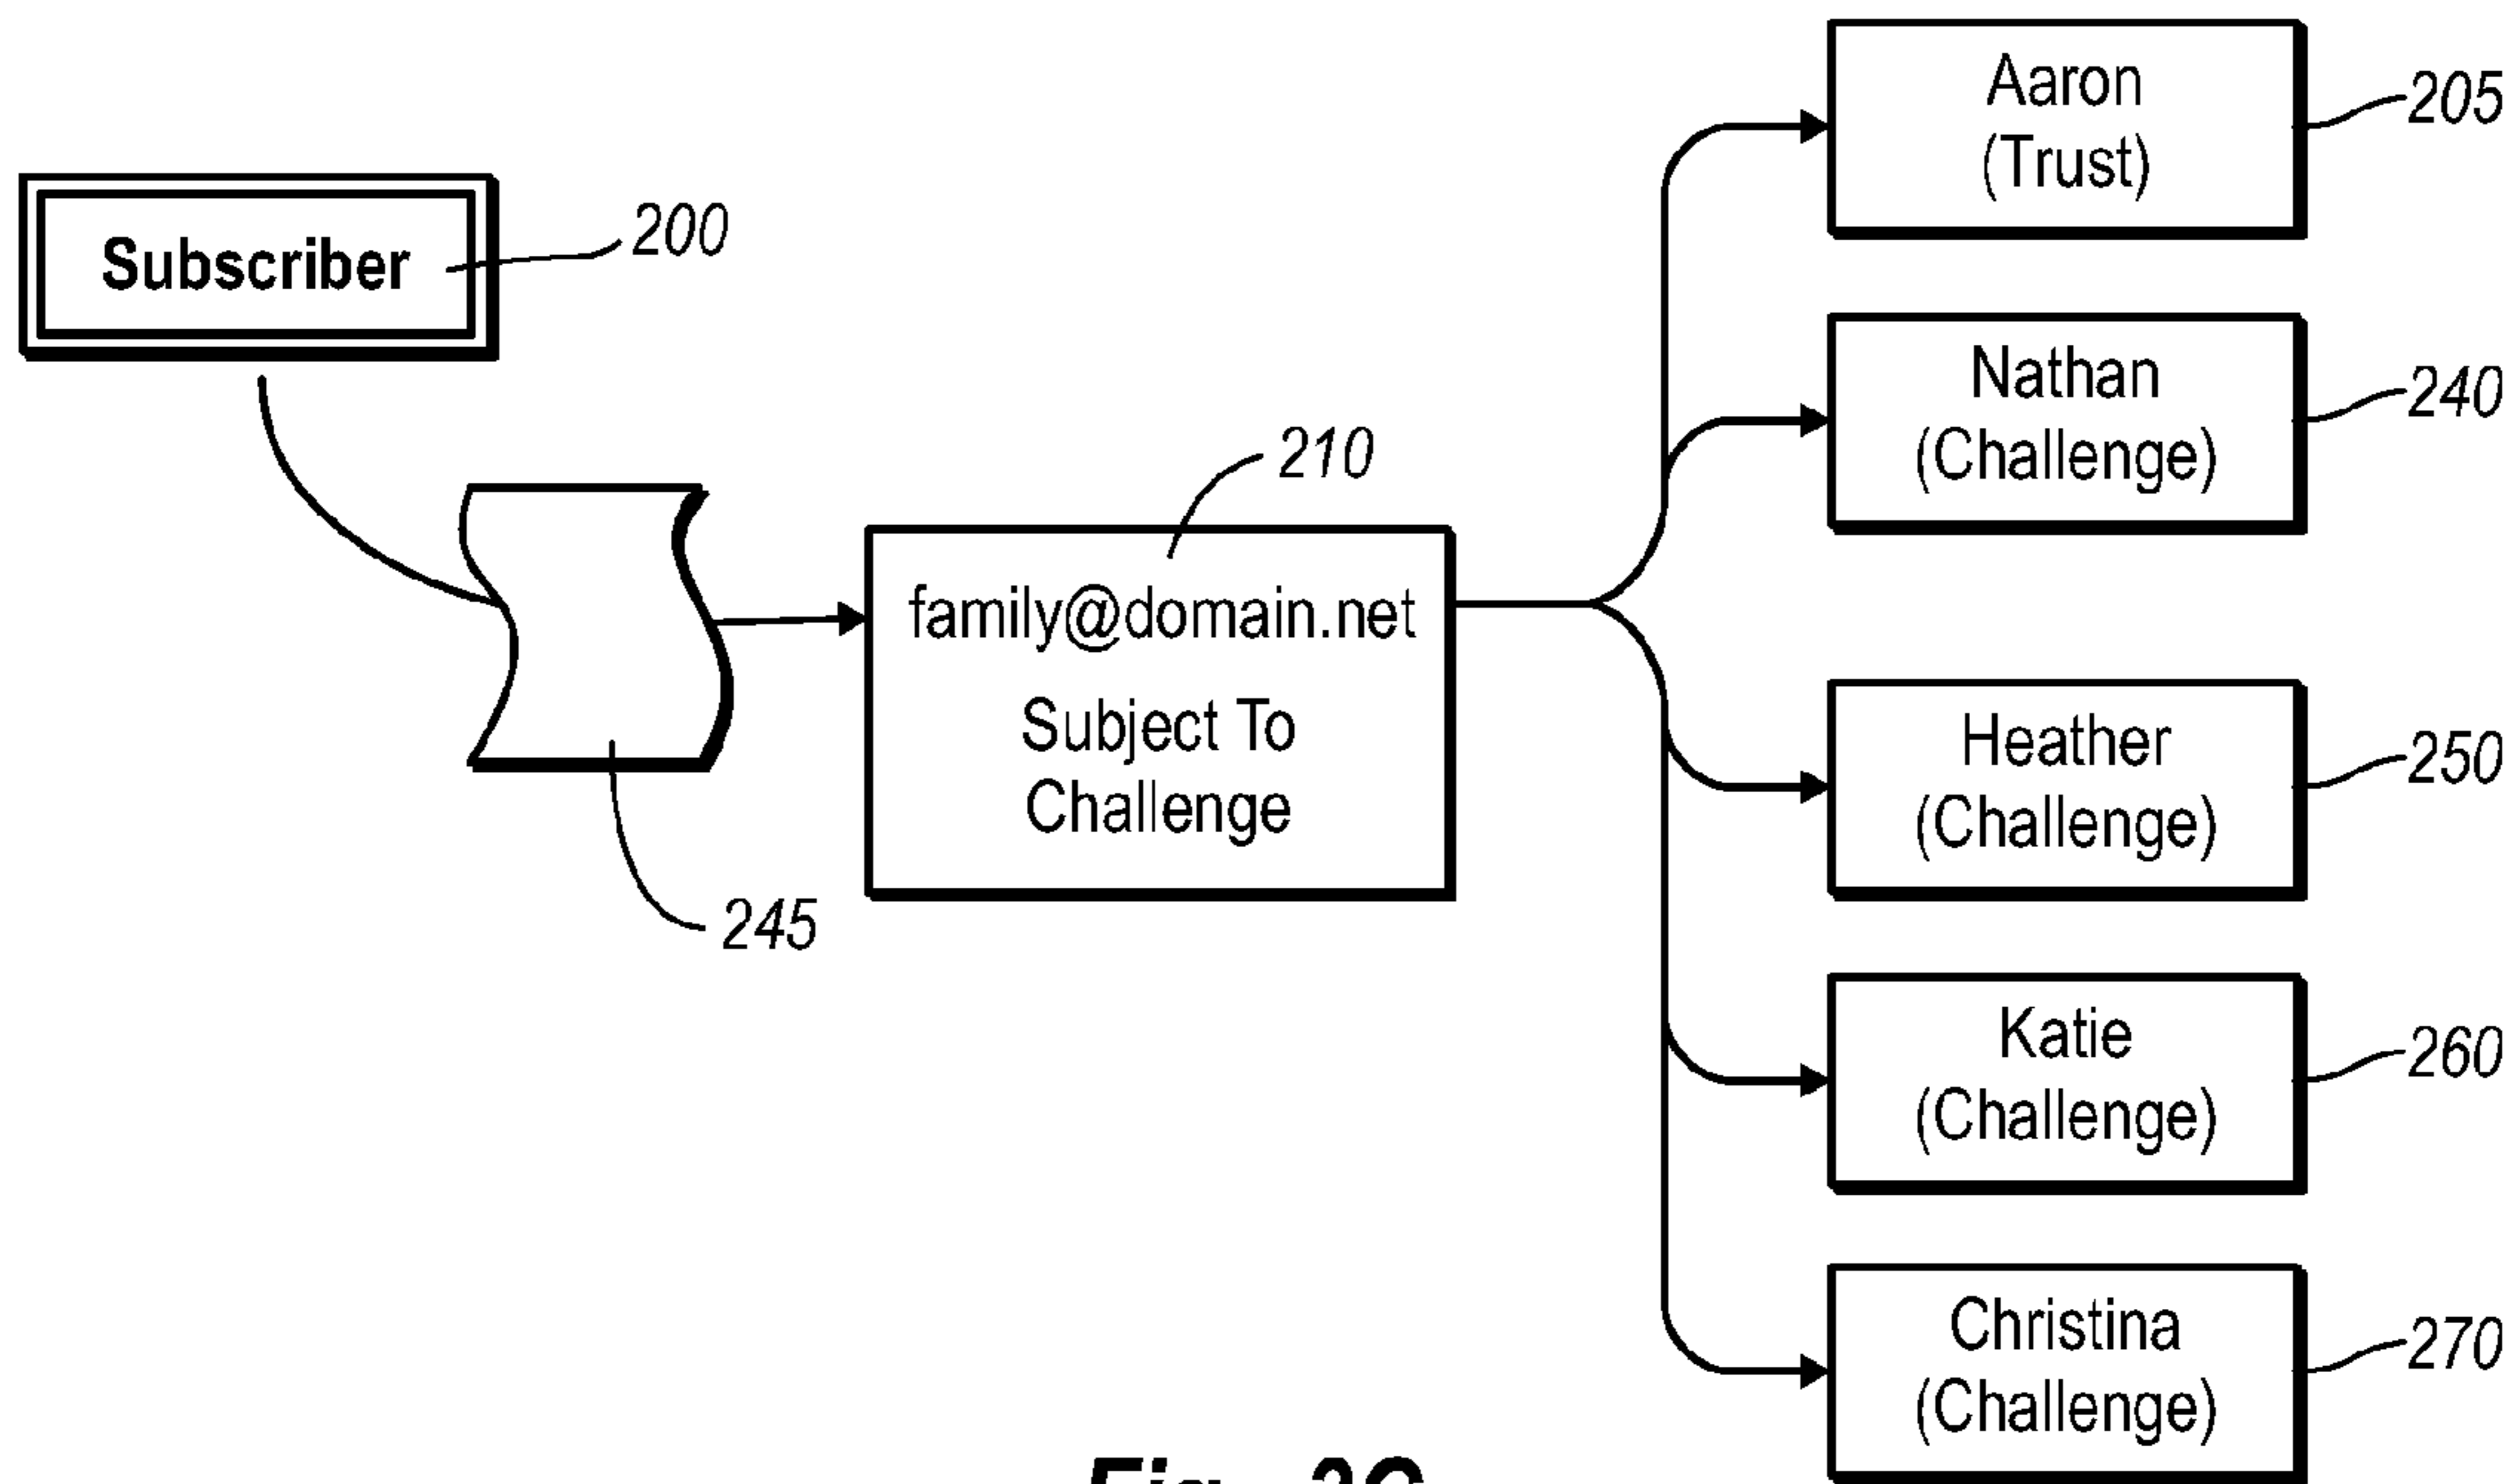 Subscriber
200
245
210
family@domain.net
Subject To
Challenge
Aaron
(Trust)
205
Nathan
(Challenge)
240
Heather
(Challenge)
250
Katie
(Challenge)
260
Christina
(Challenge)
270